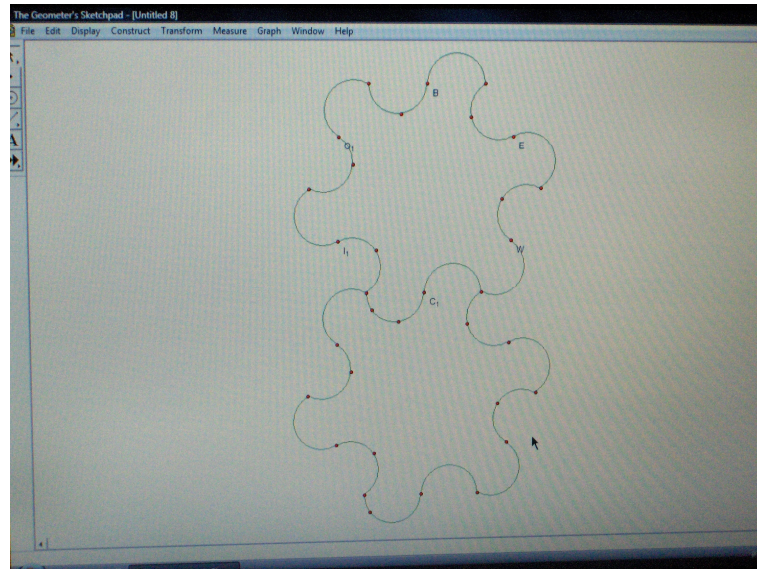 The Geometer's Sketchpad - [Untitled 8]
File Edit Display Construct Transform Measure Graph Window Help
B
O₁
E
I₁
W
C₁
A